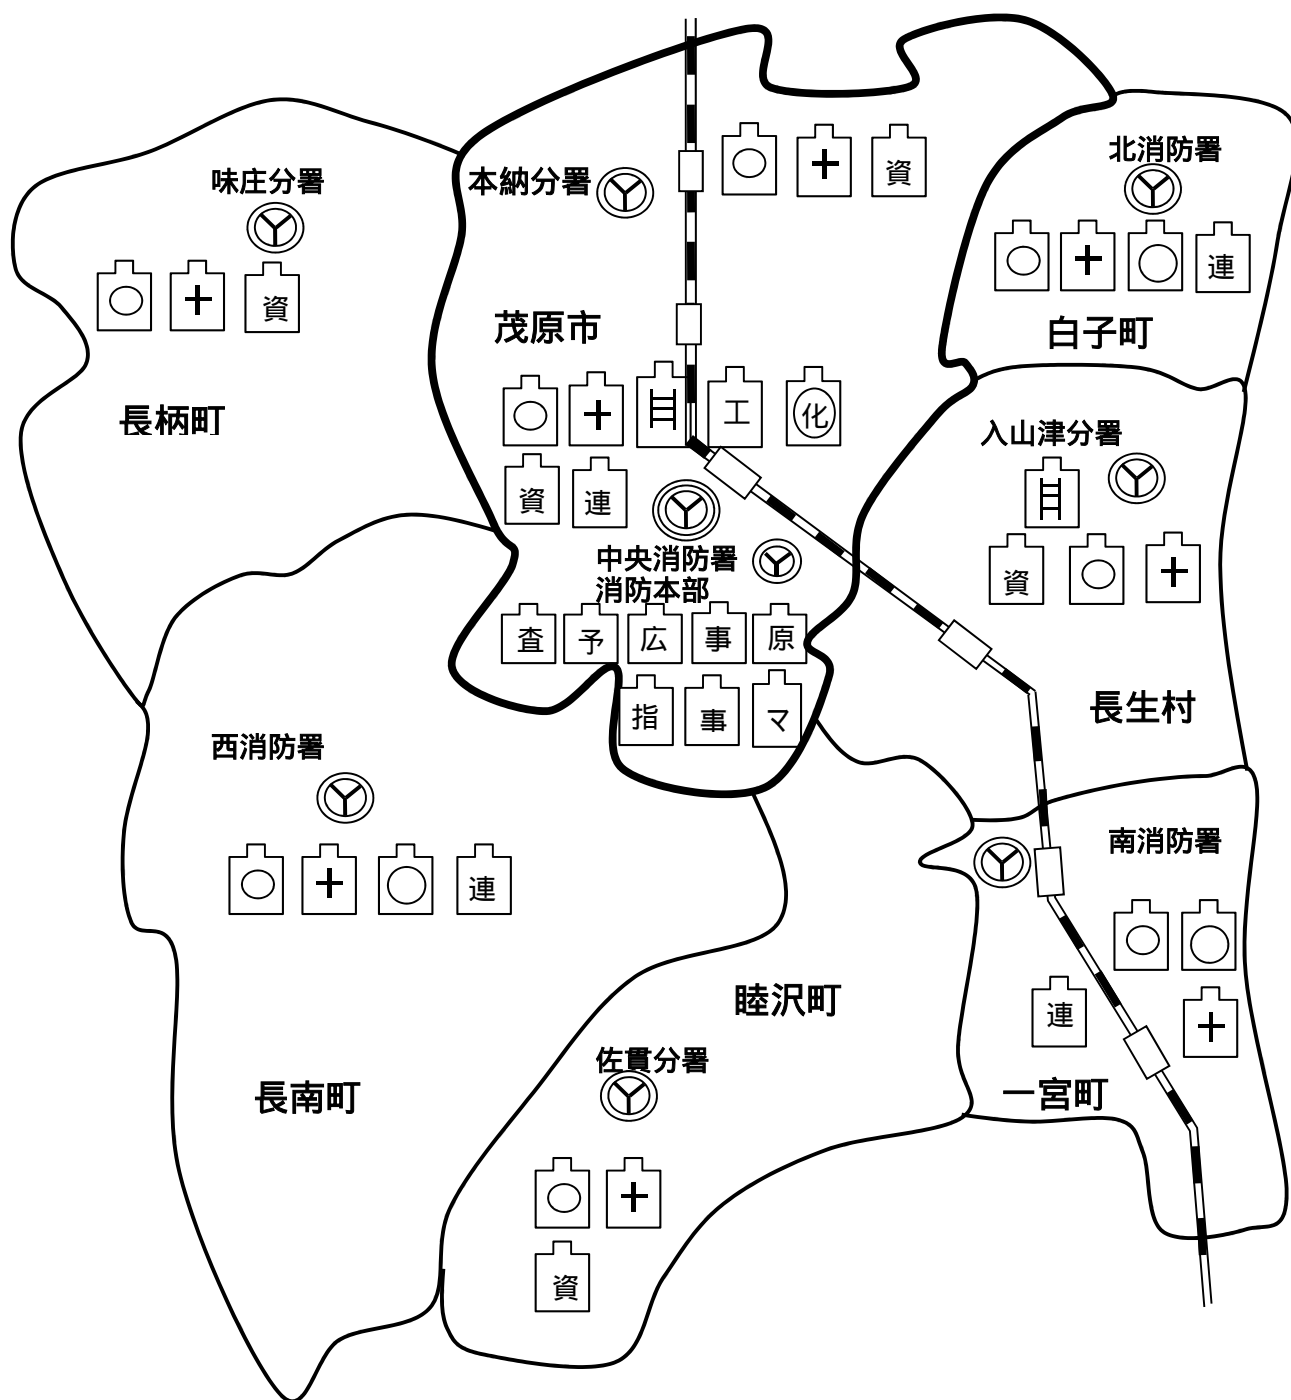 本納分署
資
北消防署
味庄分署
連
資
茂原市
白子町
長柄町
工
化
入山津分署
資
連
中央消防署
消防本部
資
査
予
広
事
原
指
事
マ
長生村
西消防署
南消防署
連
連
睦沢町
佐貫分署
長南町
一宮町
資